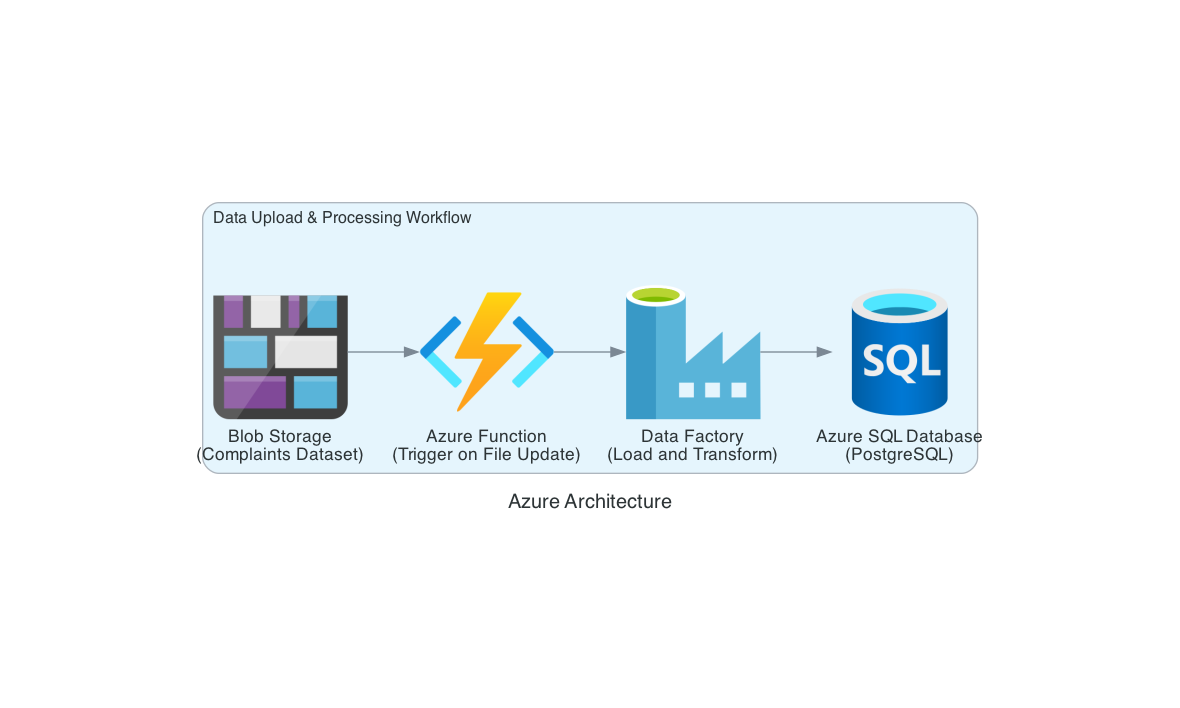 Data Upload & Processing Workflow
SQL
Blob Storage
(Complaints Dataset)
Azure Function
(Trigger on File Update)
Data Factory
(Load and Transform)
Azure SQL Database
(PostgreSQL)
Azure Architecture